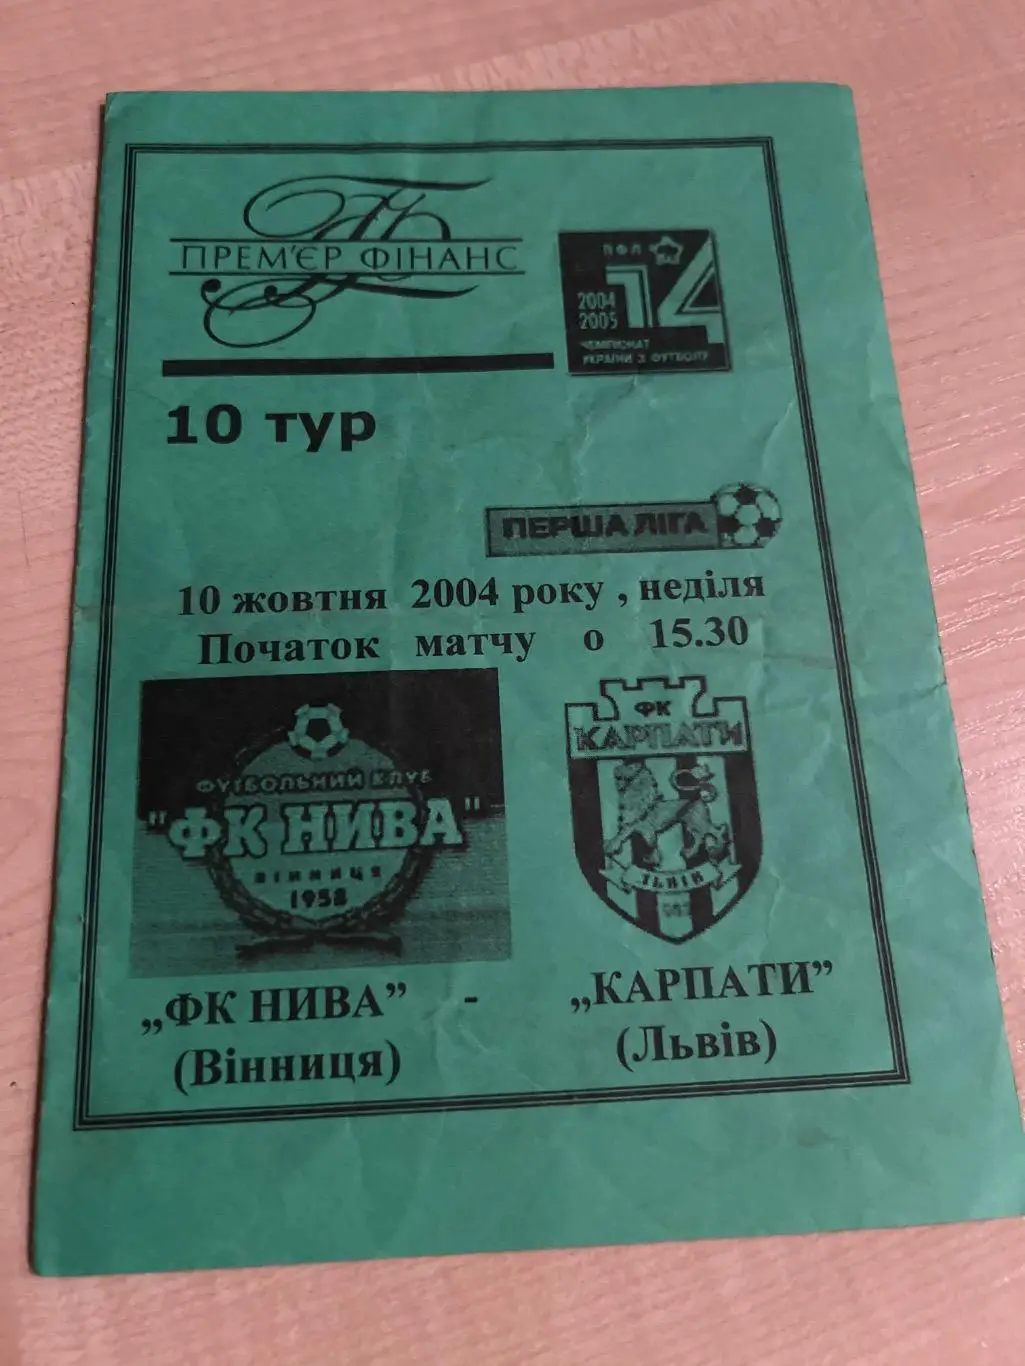 ПРЕМ'ЄР ФІНАНС
ПФЛ
14
2004
2005
ЧЕМПІОНАТ
УКРАЇНИ З ФУТБОЛУ
10 тур
ПЕРША ЛІГА
10 жовтня 2004 року , неділя
Початок матчу о 15.30
ФУТБОЛЬНИЙ КЛУБ
"ФК НИВА"
ВІННИЦЯ
1958
ФК
КАРПАТИ
ЛЬВІВ
„ФК НИВА” - „КАРПАТИ”
(Вінниця) (Львів)